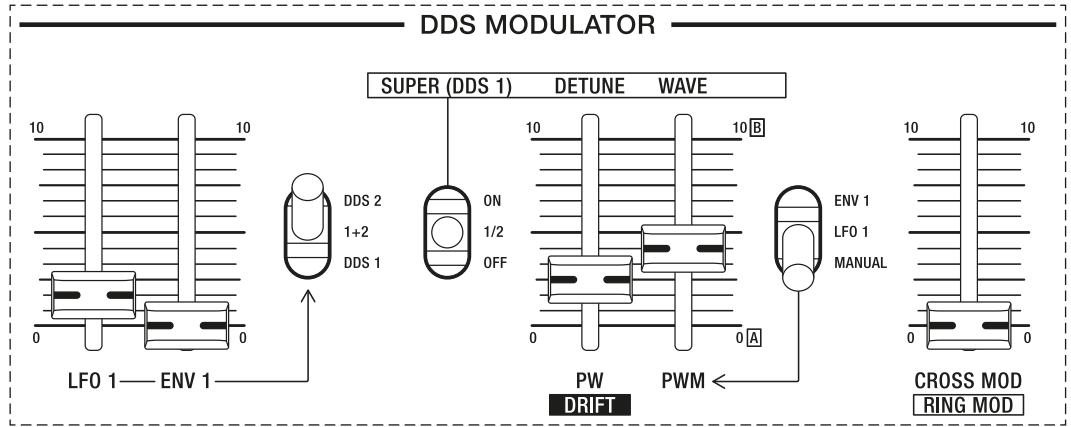 DDS MODULATOR
SUPER (DDS 1) DETUNE WAVE
10 10 10 10 B 10 10
DDS 2 ON ENV 1
1+2 1/2 LFO 1
DDS 1 OFF MANUAL
0 0 0 0 A 0 0
LFO 1 ENV 1 PW PWM CROSS MOD
DRIFT RING MOD